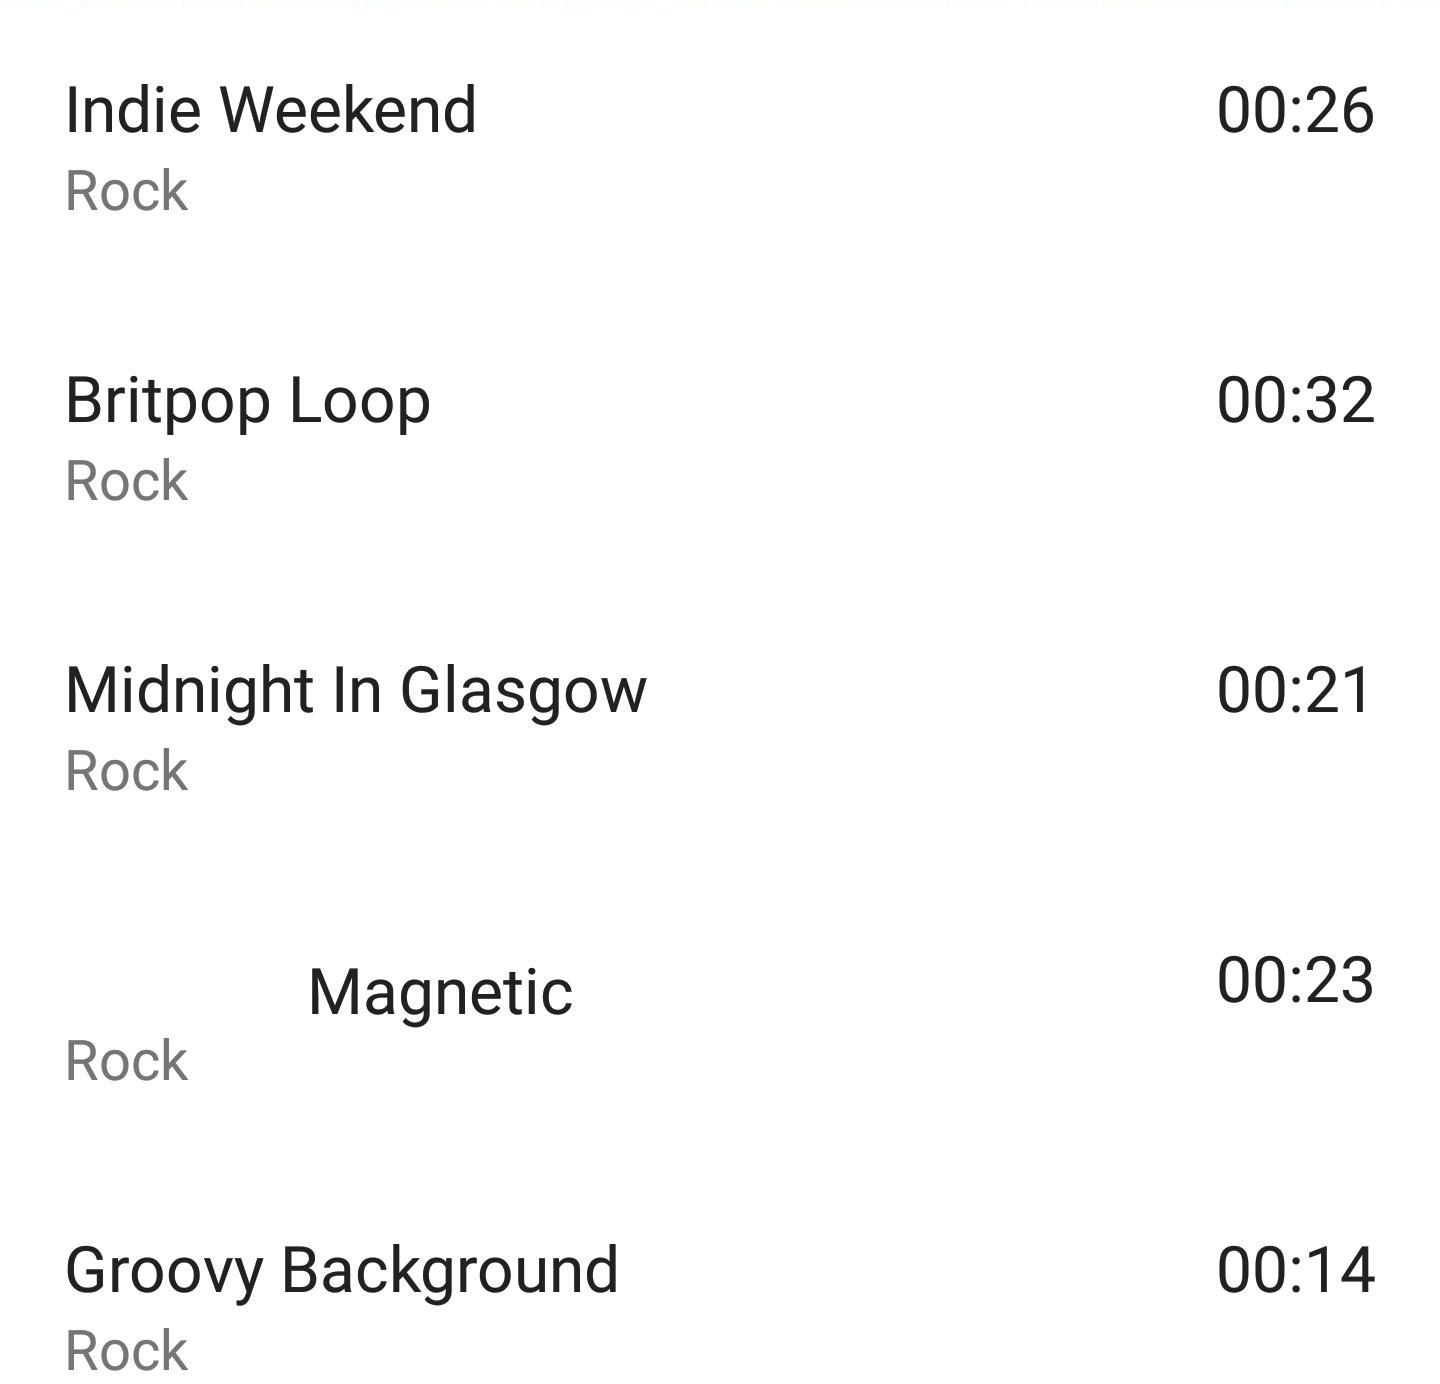 Indie Weekend 00:26
Rock
Britpop Loop 00:32
Rock
Midnight In Glasgow 00:21
Rock
Magnetic 00:23
Rock
Groovy Background 00:14
Rock